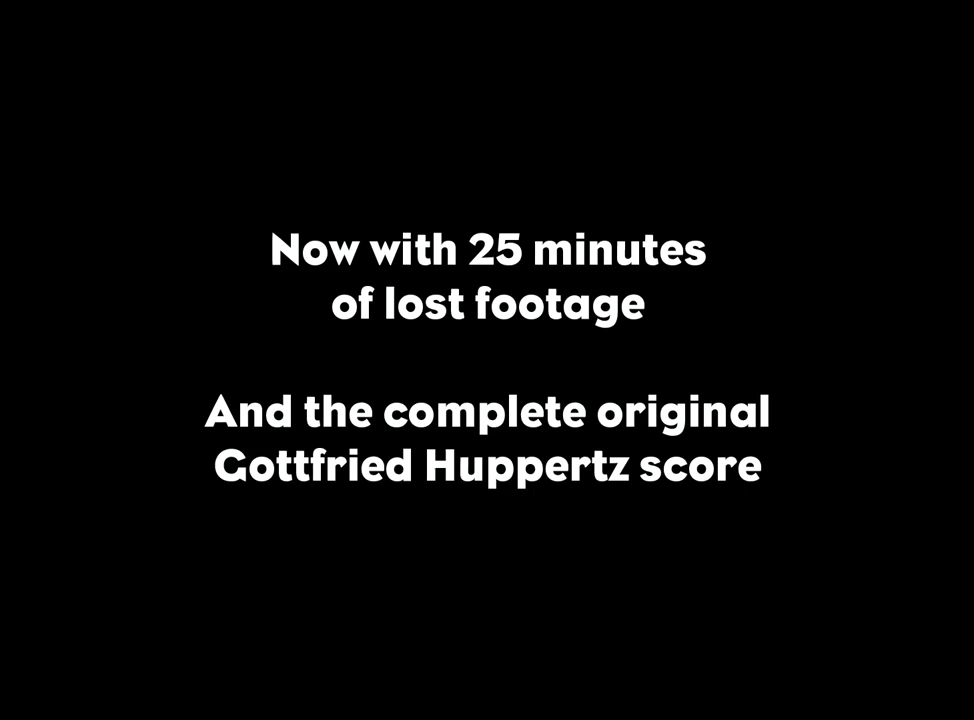 Now with 25 minutes
of lost footage
And the complete original
Gottfried Huppertz score